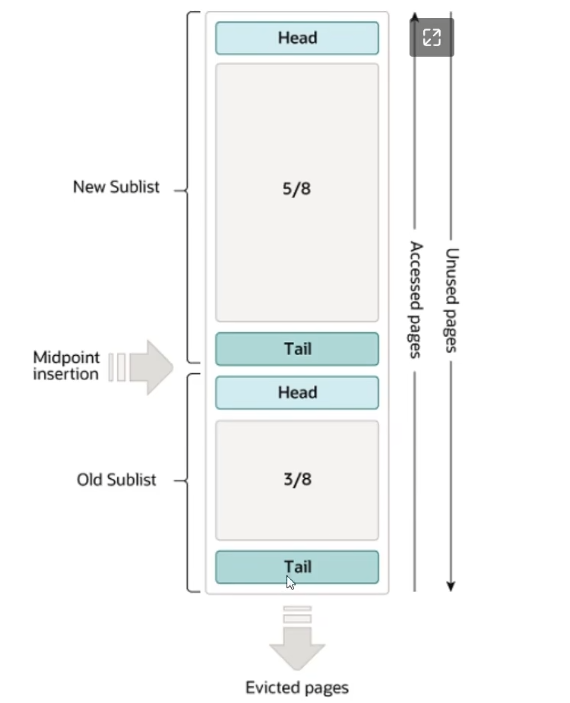 Head
New Sublist
5/8
Accessed pages
Unused pages
Tail
Midpoint
insertion
Head
Old Sublist
3/8
Tail
Evicted pages